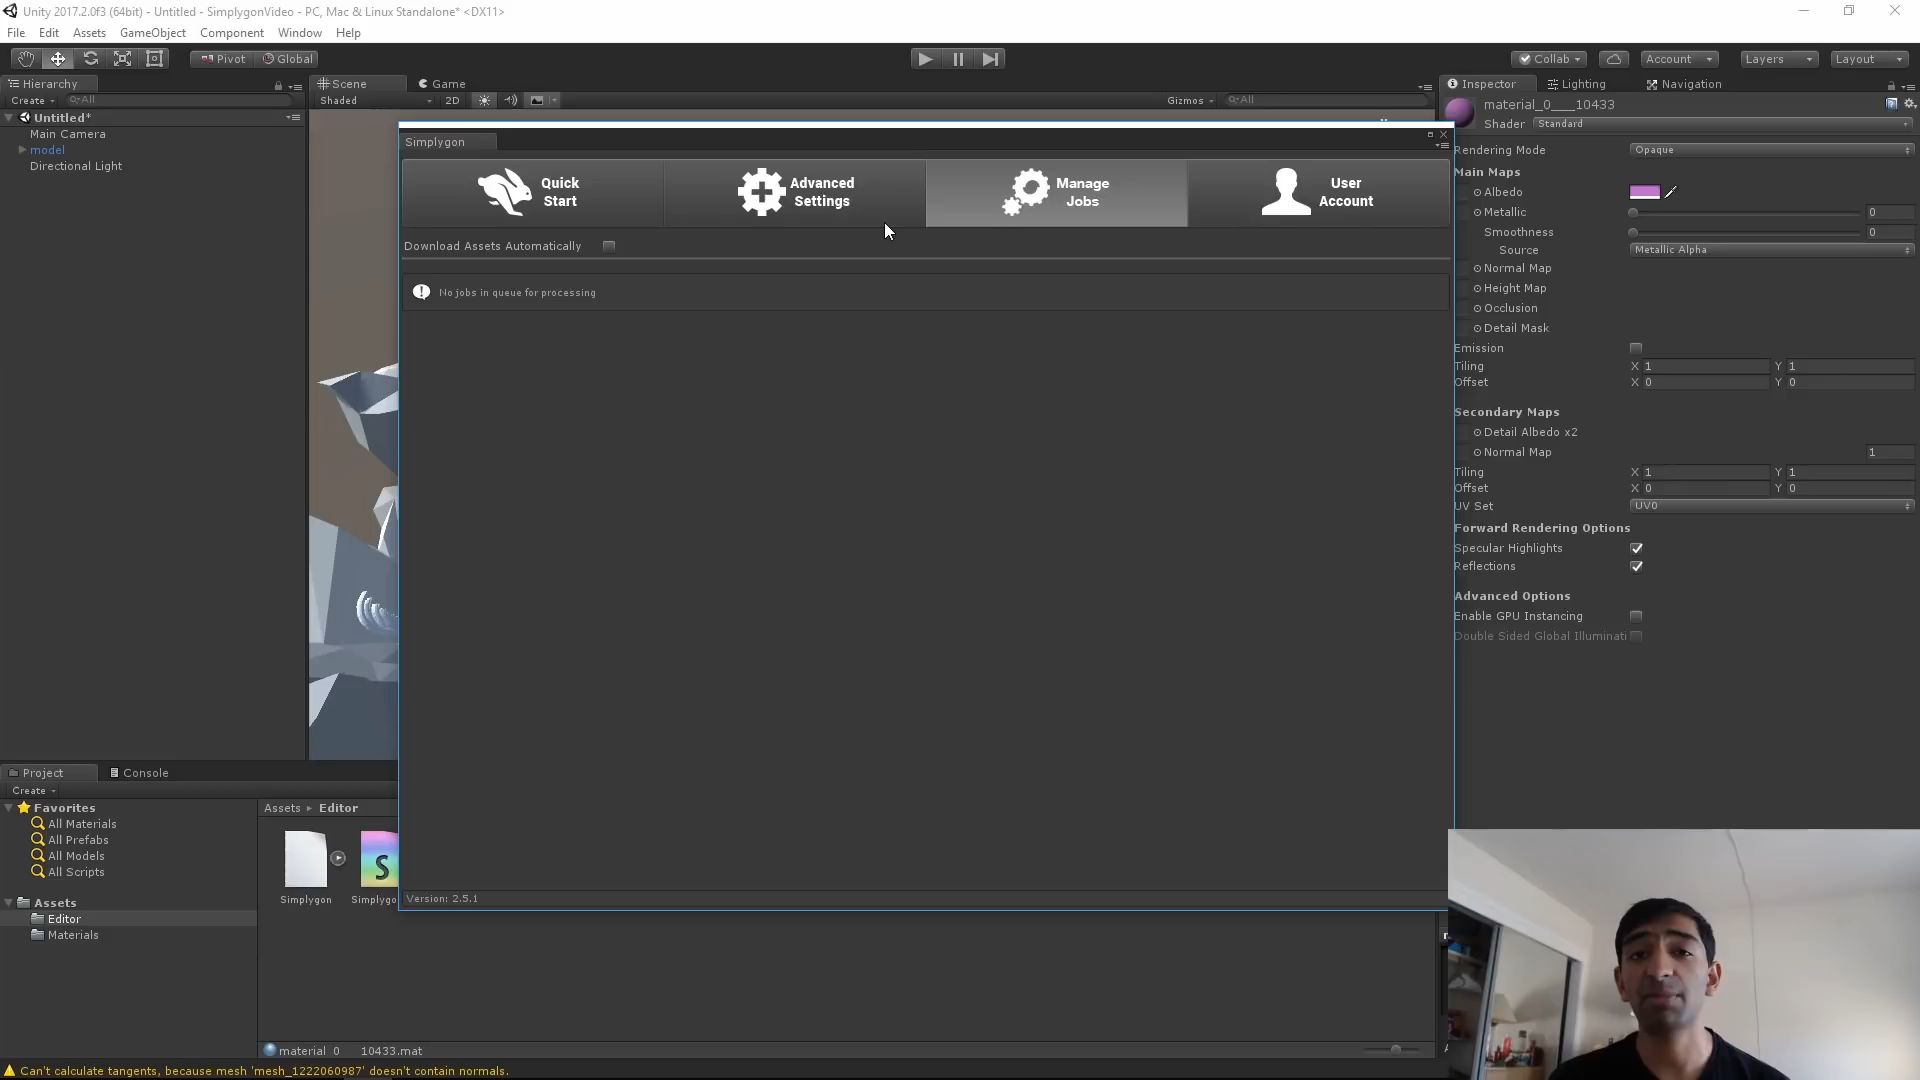 Unity 2017.2.0f3 (64bit) - Untitled - SimplygonVideo - PC, Mac & Linux Standalone* <DX11>
File Edit Assets GameObject Component Window Help
Pivot Global
Collab Account Layers Layout
Hierarchy
Create All
Untitled*
Main Camera
model
Directional Light
Scene Game
Shaded 2D Gizmos All
Simplygon
Quick Start
Advanced Settings
Manage Jobs
User Account
Download Assets Automatically
No jobs in queue for processing
Version: 2.5.1
Inspector Lighting Navigation
material_0___10433
Shader Standard
Rendering Mode Opaque
Main Maps
Albedo
Metallic 0
Smoothness 0
Source Metallic Alpha
Normal Map
Height Map
Occlusion
Detail Mask
Emission
Tiling X 1 Y 1
Offset X 0 Y 0
Secondary Maps
Detail Albedo x2
Normal Map 1
Tiling X 1 Y 1
Offset X 0 Y 0
UV Set UV0
Forward Rendering Options
Specular Highlights
Reflections
Advanced Options
Enable GPU Instancing
Double Sided Global Illuminati
Project Console
Create
Favorites
All Materials
All Prefabs
All Models
All Scripts
Assets
Editor
Materials
Assets Editor
S
Simplygon Simplygo
material_0___10433.mat
Can't calculate tangents, because mesh 'mesh_1222060987' doesn't contain normals.